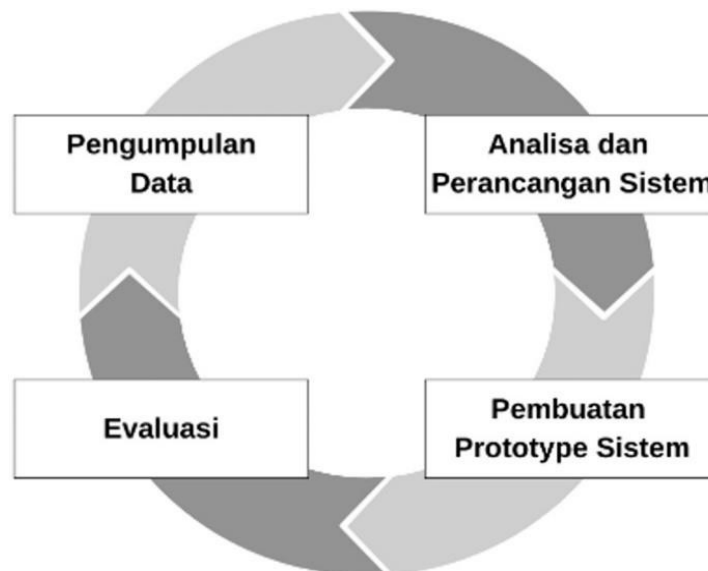 Pengumpulan
Data
Analisa dan
Perancangan Sistem
Evaluasi
Pembuatan
Prototype Sistem